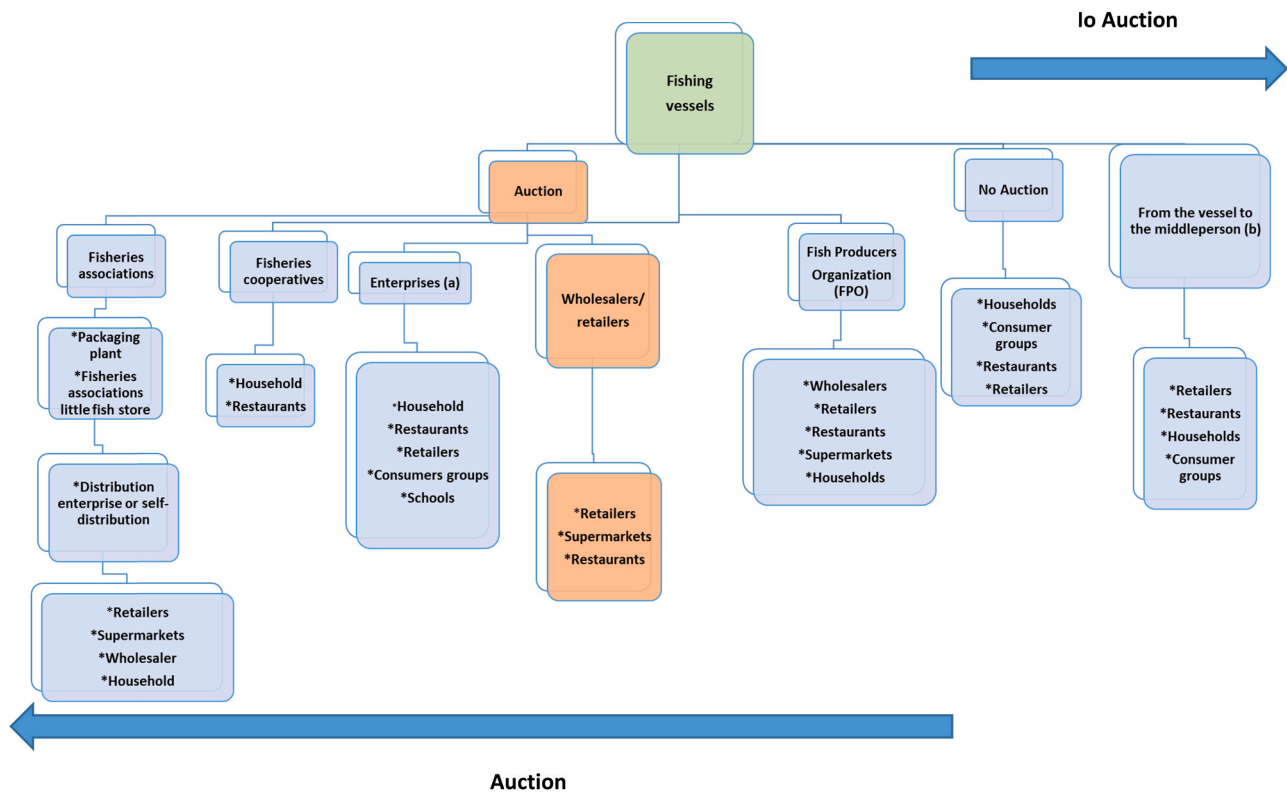 Io Auction
Fishing
vessels
Auction
No Auction
From the vessel to
the middleperson (b)
Fisheries
associations
Fisheries
cooperatives
Enterprises (a)
Wholesalers/
retailers
Fish Producers
Organization
(FPO)
*Households
*Consumer
groups
*Restaurants
*Retailers
*Packaging
plant
*Fisheries
associations
little fish store
*Household
*Restaurants
*Household
*Restaurants
*Retailers
*Consumers groups
*Schools
*Wholesalers
*Retailers
*Restaurants
*Supermarkets
*Households
*Retailers
*Restaurants
*Households
*Consumer
groups
*Distribution
enterprise or self-
distribution
*Retailers
*Supermarkets
*Restaurants
*Retailers
*Supermarkets
*Wholesaler
*Household
Auction